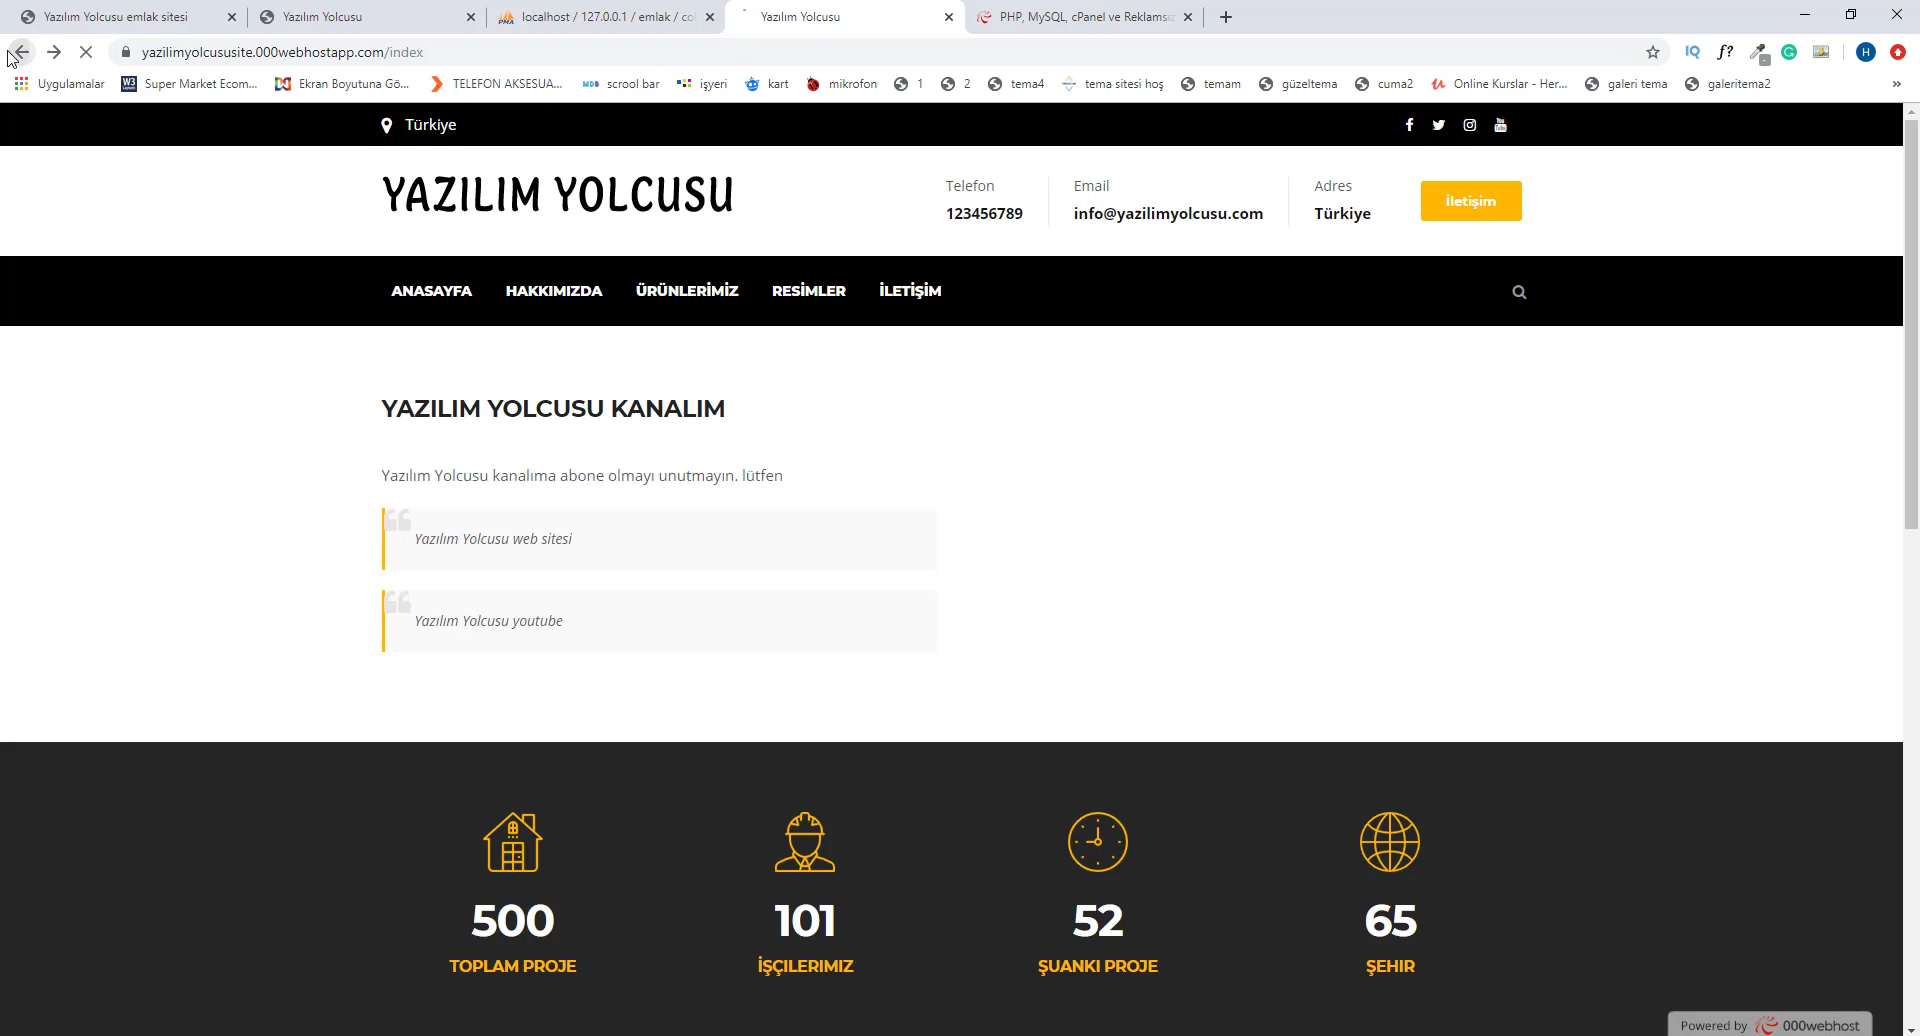 Yazılım Yolcusu emlak sitesi
Yazılım Yolcusu
localhost / 127.0.0.1 / emlak / co
Yazılım Yolcusu
PHP, MySQL, cPanel ve Reklamsı
yazilimyolcususite.000webhostapp.com/index
Uygulamalar
Super Market Ecom...
Ekran Boyutuna Gö...
TELEFON AKSESUA...
scrool bar
işyeri
kart
mikrofon
1
2
tema4
tema sitesi hoş
temam
güzeltema
cuma2
Online Kurslar - Her...
galeri tema
galeritema2
Türkiye
YAZILIM YOLCUSU
Telefon
123456789
Email
info@yazilimyolcusu.com
Adres
Türkiye
İletişim
ANASAYFA
HAKKIMIZDA
ÜRÜNLERİMİZ
RESİMLER
İLETİŞİM
YAZILIM YOLCUSU KANALIM
Yazılım Yolcusu kanalıma abone olmayı unutmayın. lütfen
Yazılım Yolcusu web sitesi
Yazılım Yolcusu youtube
500
TOPLAM PROJE
101
İŞÇILERIMIZ
52
ŞUANKI PROJE
65
ŞEHIR
Powered by 000webhost